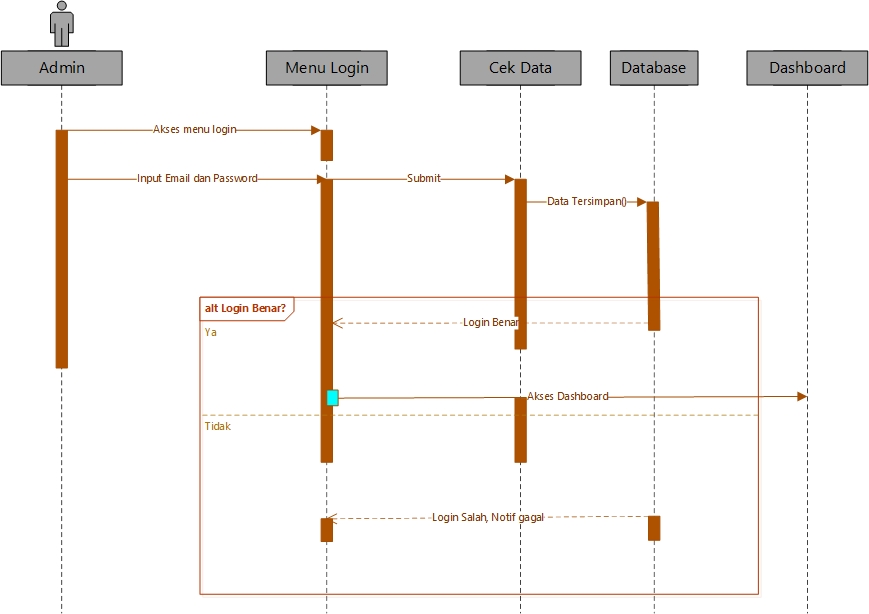 Admin
Menu Login
Cek Data
Database
Dashboard
Akses menu login
Input Email dan Password
Submit
Data Tersimpan()
alt Login Benar?
Login Benar
Ya
Akses Dashboard
Tidak
Login Salah, Notif gagal